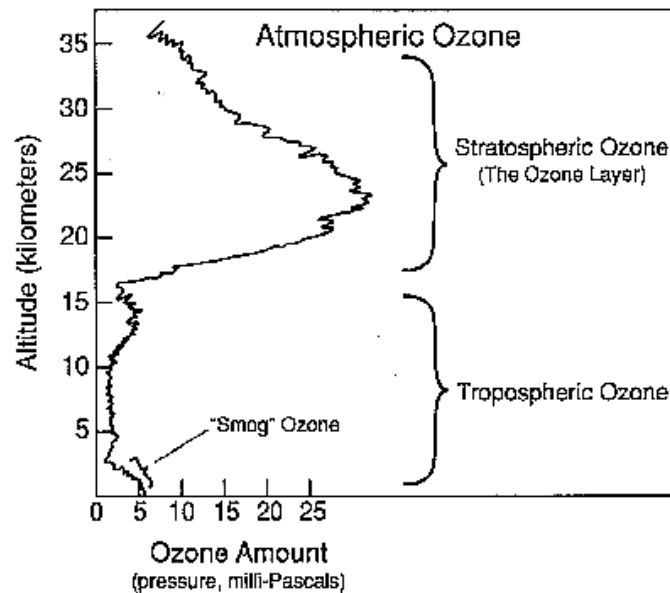 Atmospheric Ozone
35
30
25
20
15
10
5
Altitude (kilometers)
Stratospheric Ozone
(The Ozone Layer)
Tropospheric Ozone
"Smog" Ozone
0 5 10 15 20 25
Ozone Amount
(pressure, milli-Pascals)